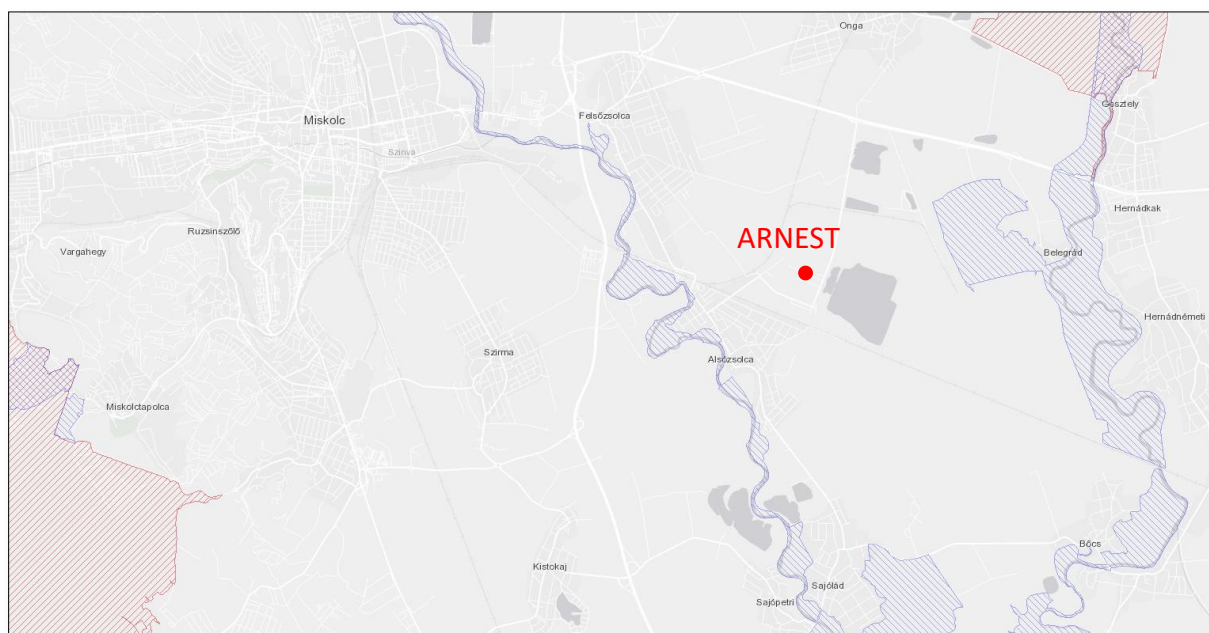 Onga
Gesztely
Felsőzsolca
Miskolc
Szinva
Hernádkak
Ruzsinszőlő
ARNEST
Vargahegy
Belegrád
Hernádnémeti
Szirma
Alsózsolca
Miskolctapolca
Bőcs
Kistokaj
Sajólád
Sajópetri